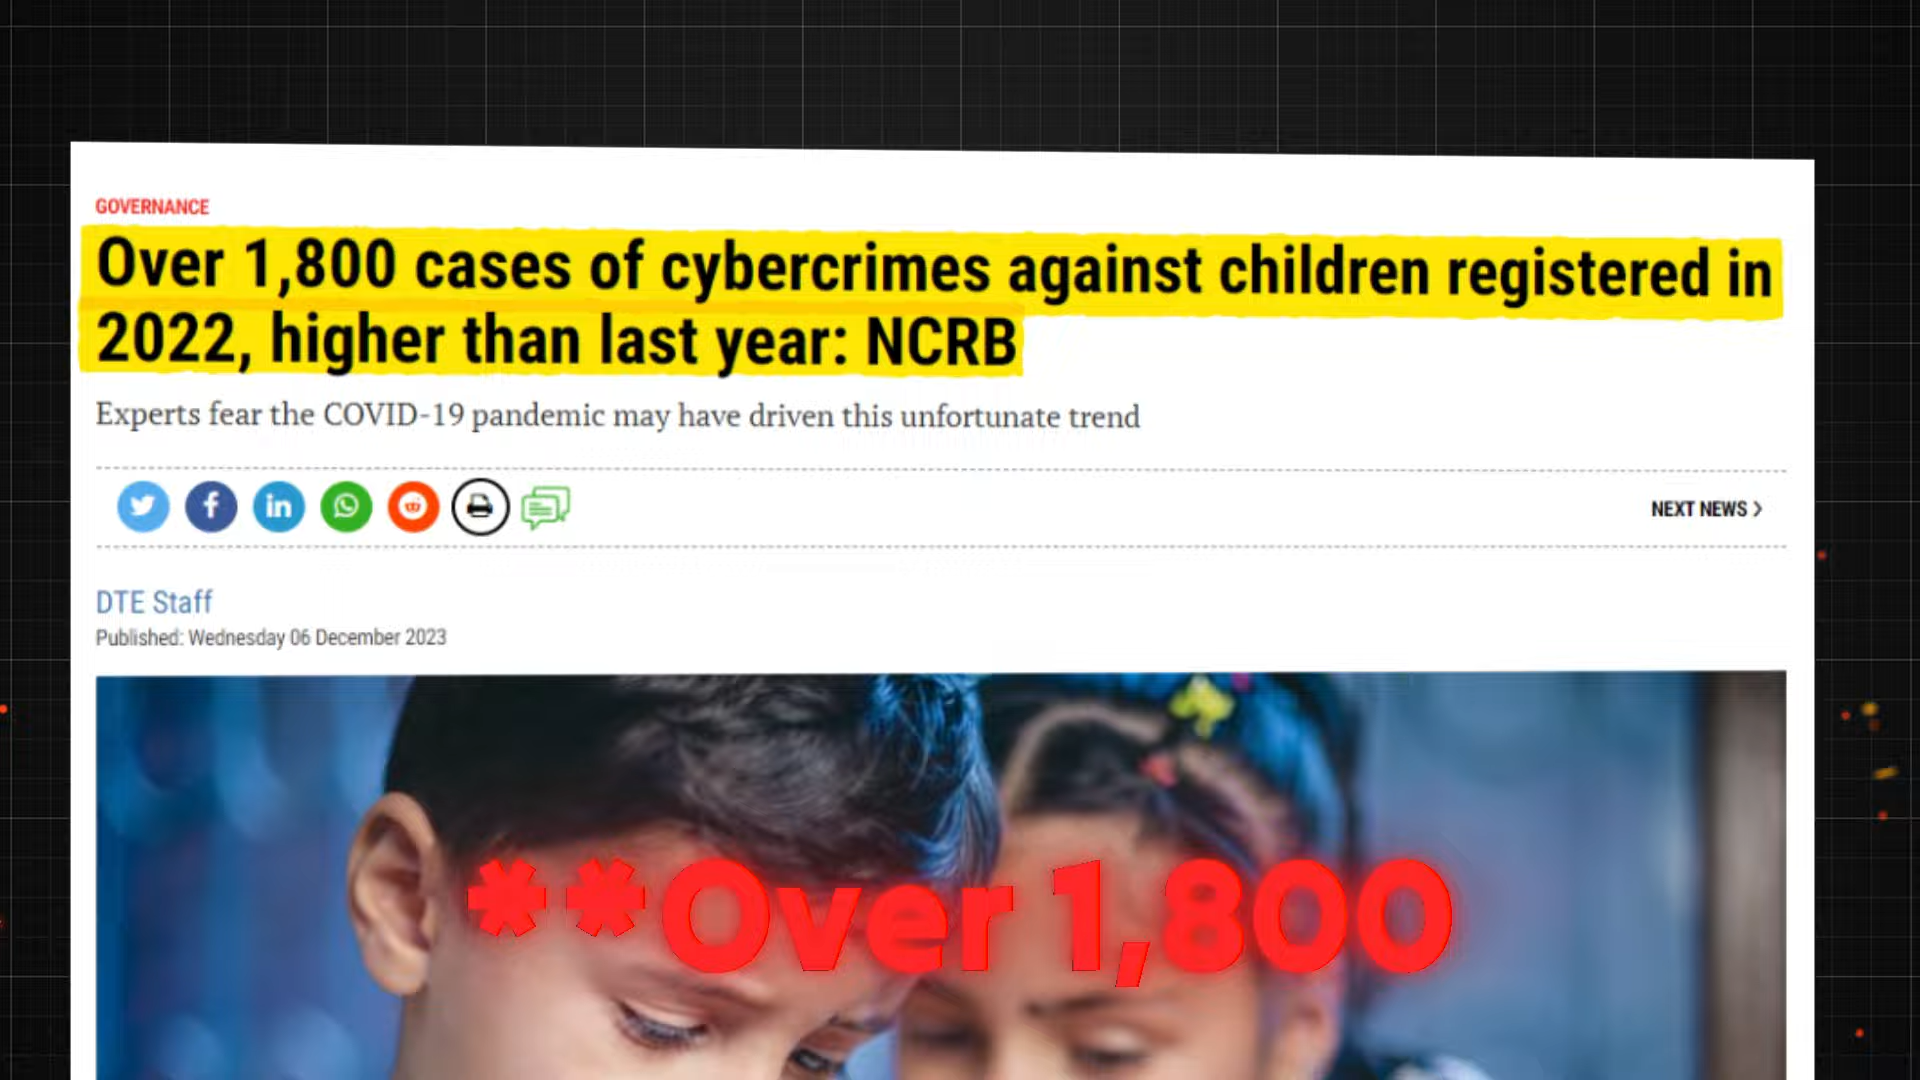 GOVERNANCE
Over 1,800 cases of cybercrimes against children registered in
2022, higher than last year: NCRB
Experts fear the COVID-19 pandemic may have driven this unfortunate trend
NEXT NEWS >
DTE Staff
Published: Wednesday 06 December 2023
**Over 1,800